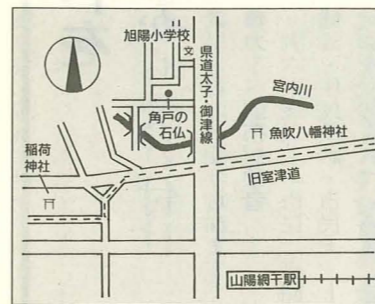 旭陽小学校
文
県道太子・御津線
宮内川
角戸の
石仏
魚吹八幡神社
稲荷
神社
旧室津道
山陽網干駅